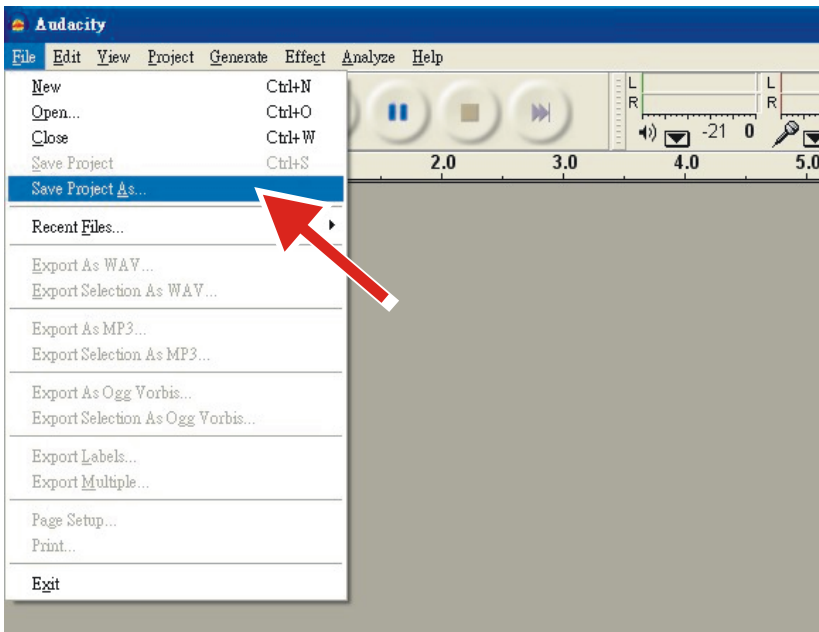 Audacity
File Edit View Project Generate Effect Analyze Help
New Ctrl+N
Open... Ctrl+O
Close Ctrl+W
Save Project Ctrl+S
Save Project As...
Recent Files...
Export As WAV...
Export Selection As WAV...
Export As MP3...
Export Selection As MP3...
Export As Ogg Vorbis...
Export Selection As Ogg Vorbis...
Export Labels...
Export Multiple...
Page Setup...
Print...
Exit
L L
R R
-21 0
2.0 3.0 4.0 5.0